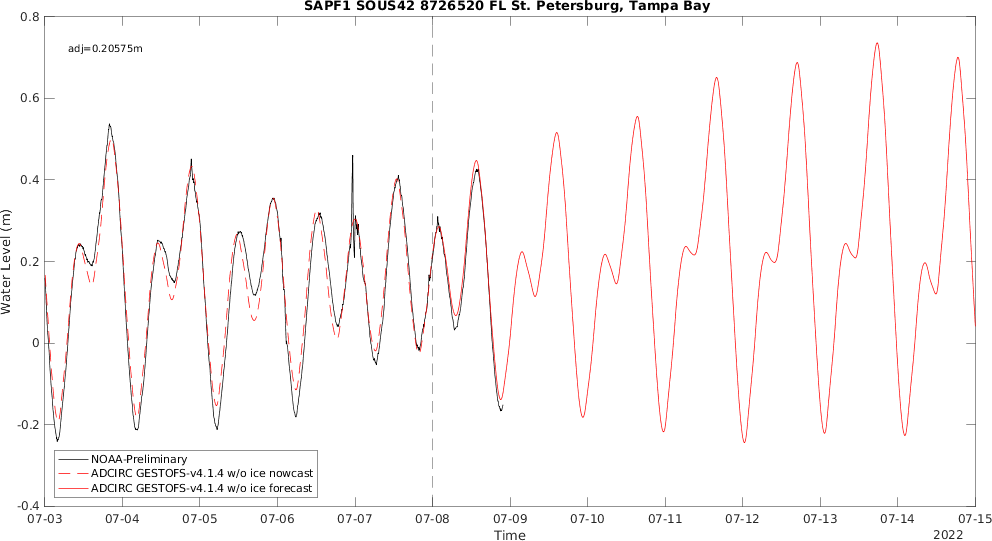 SAPF1 SOUS42 8726520 FL St. Petersburg, Tampa Bay
adj=0.20575m
0.8
0.6
0.4
0.2
0
-0.2
-0.4
Water Level (m)
NOAA-Preliminary
ADCIRC GESTOFS-v4.1.4 w/o ice nowcast
ADCIRC GESTOFS-v4.1.4 w/o ice forecast
07-03 07-04 07-05 07-06 07-07 07-08 07-09 07-10 07-11 07-12 07-13 07-14 07-15
Time
2022